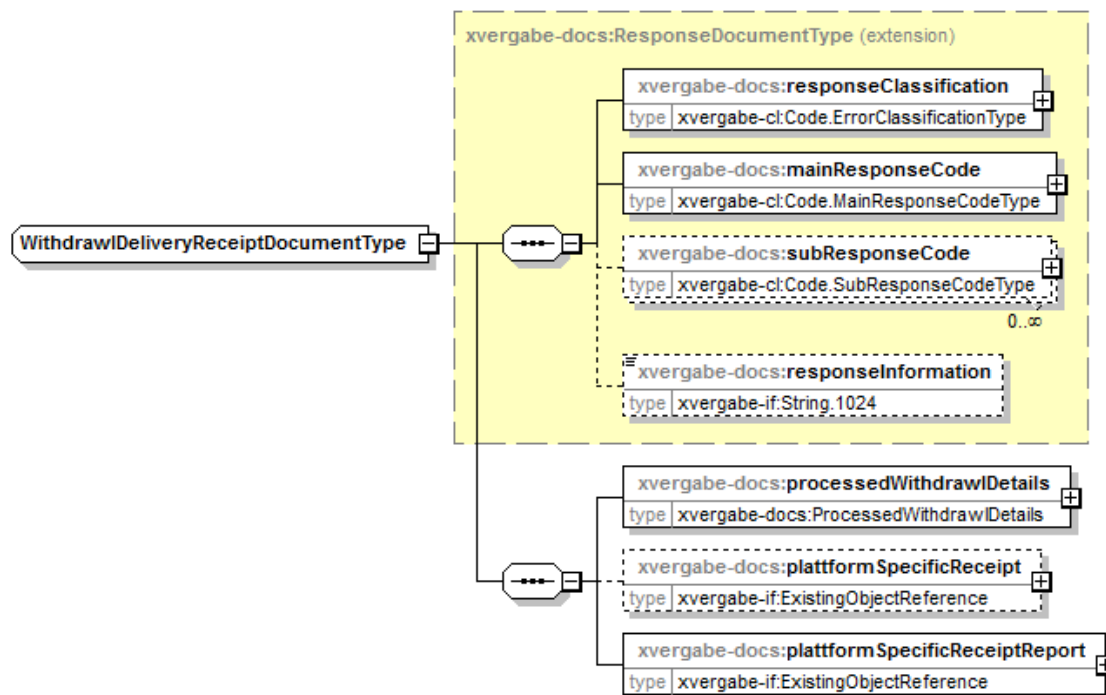 xvergabe-docs:ResponseDocumentType (extension)
xvergabe-docs:responseClassification
type xvergabe-cl:Code.ErrorClassificationType
xvergabe-docs:mainResponseCode
type xvergabe-cl:Code.MainResponseCodeType
WithdrawlDeliveryReceiptDocumentType
xvergabe-docs:subResponseCode
type xvergabe-cl:Code.SubResponseCodeType
0..∞
xvergabe-docs:responseInformation
type xvergabe-if:String.1024
xvergabe-docs:processedWithdrawlDetails
type xvergabe-docs:ProcessedWithdrawlDetails
xvergabe-docs:plattformSpecificReceipt
type xvergabe-if:ExistingObjectReference
xvergabe-docs:plattformSpecificReceiptReport
type xvergabe-if:ExistingObjectReference